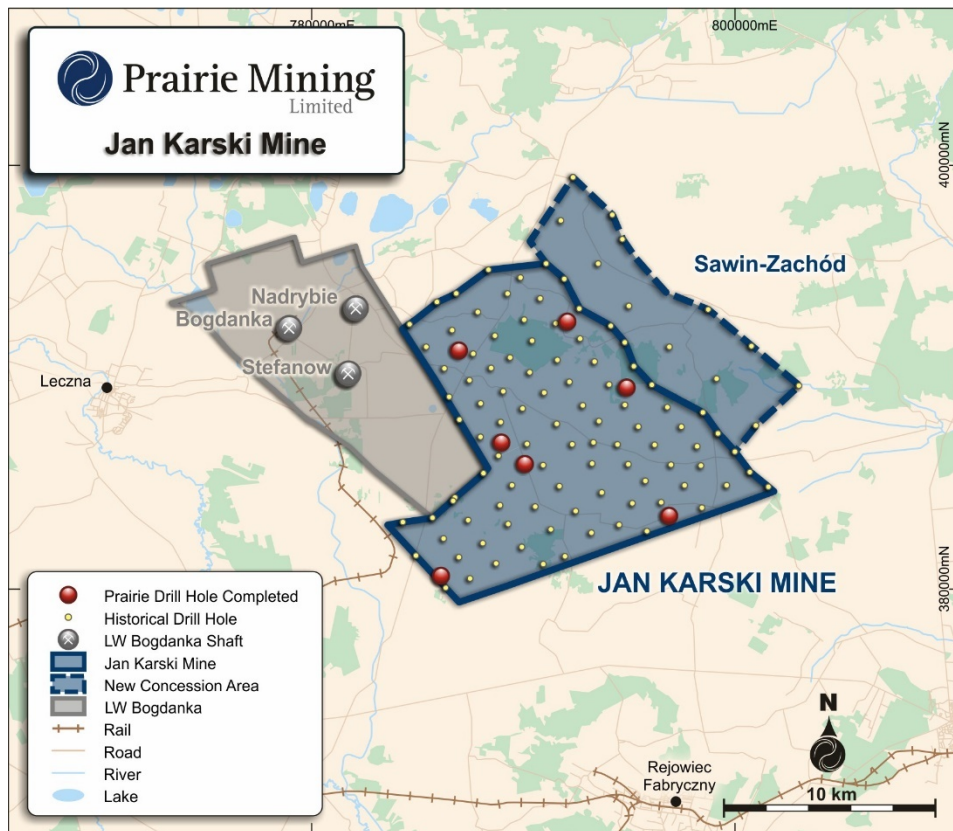 780000mE
800000mE
Prairie Mining
Limited
Jan Karski Mine
400000mN
Sawin-Zachód
Nadrybie
Bogdanka
Stefanow
Leczna
JAN KARSKI MINE
380000mN
Prairie Drill Hole Completed
Historical Drill Hole
LW Bogdanka Shaft
Jan Karski Mine
New Concession Area
LW Bogdanka
Rail
Road
River
Lake
N
Rejowiec
Fabryczny
10 km